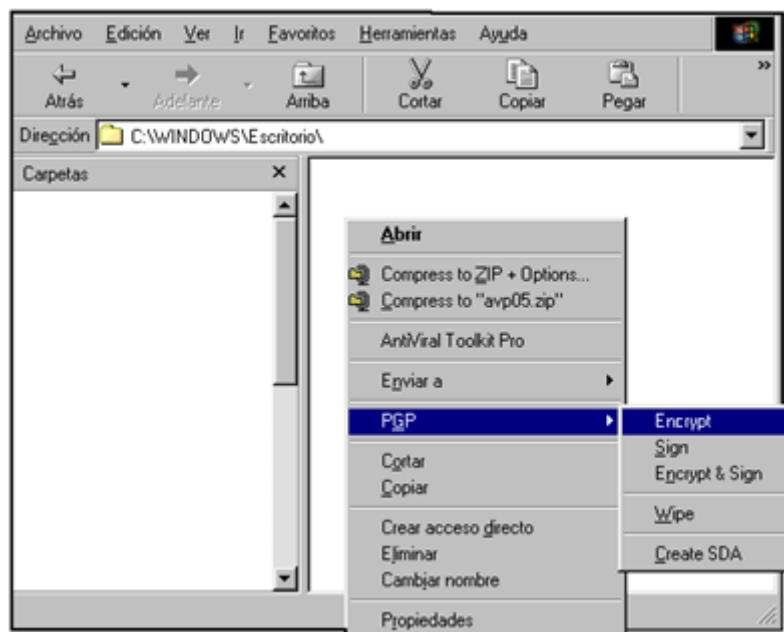 Archivo Edición Ver Ir Favoritos Herramientas Ayuda
Atrás Adelante Arriba Cortar Copiar Pegar »
Dirección C:\WINDOWS\Escritorio\
Carpetas ×
Abrir
Compress to ZIP + Options...
Compress to "avp05.zip"
AntiViral Toolkit Pro
Enviar a
PGP
Encrypt
Sign
Encrypt & Sign
Wipe
Create SDA
Cortar
Copiar
Crear acceso directo
Eliminar
Cambiar nombre
Propiedades